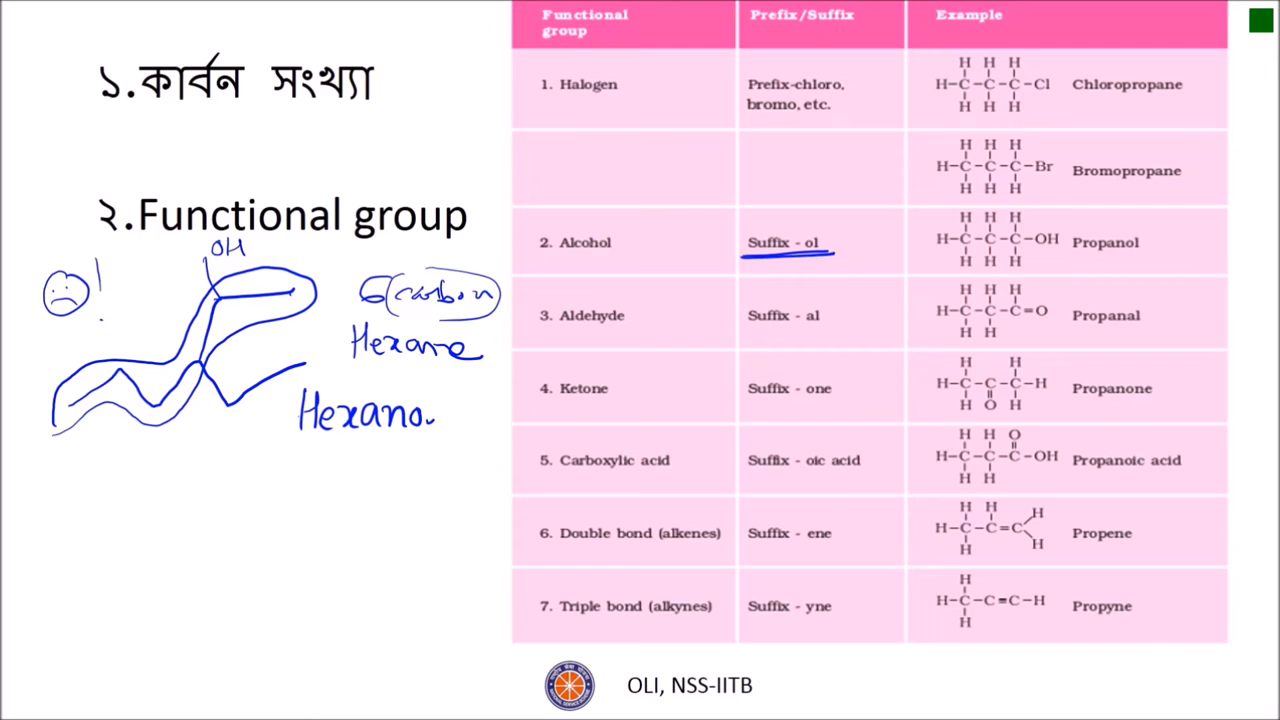 ১.কার্বন সংখ্যা
২.Functional group
OH
!
6 carbon
Hexane
Hexano
Functional group Prefix/Suffix Example
1. Halogen Prefix-chloro, bromo, etc. H H H
H-C-C-C-Cl Chloropropane
H H H
H H H
H-C-C-C-Br Bromopropane
H H H
2. Alcohol Suffix - ol H H H
H-C-C-C-OH Propanol
H H H
3. Aldehyde Suffix - al H H H
H-C-C-C=O Propanal
H H
4. Ketone Suffix - one H H
H-C-C-C-H Propanone
H O H
5. Carboxylic acid Suffix - oic acid H H O
H-C-C-C-OH Propanoic acid
H H
6. Double bond (alkenes) Suffix - ene H H H
H-C-C=C Propene
H H
7. Triple bond (alkynes) Suffix - yne H
H-C-C≡C-H Propyne
H
OLI, NSS-IITB